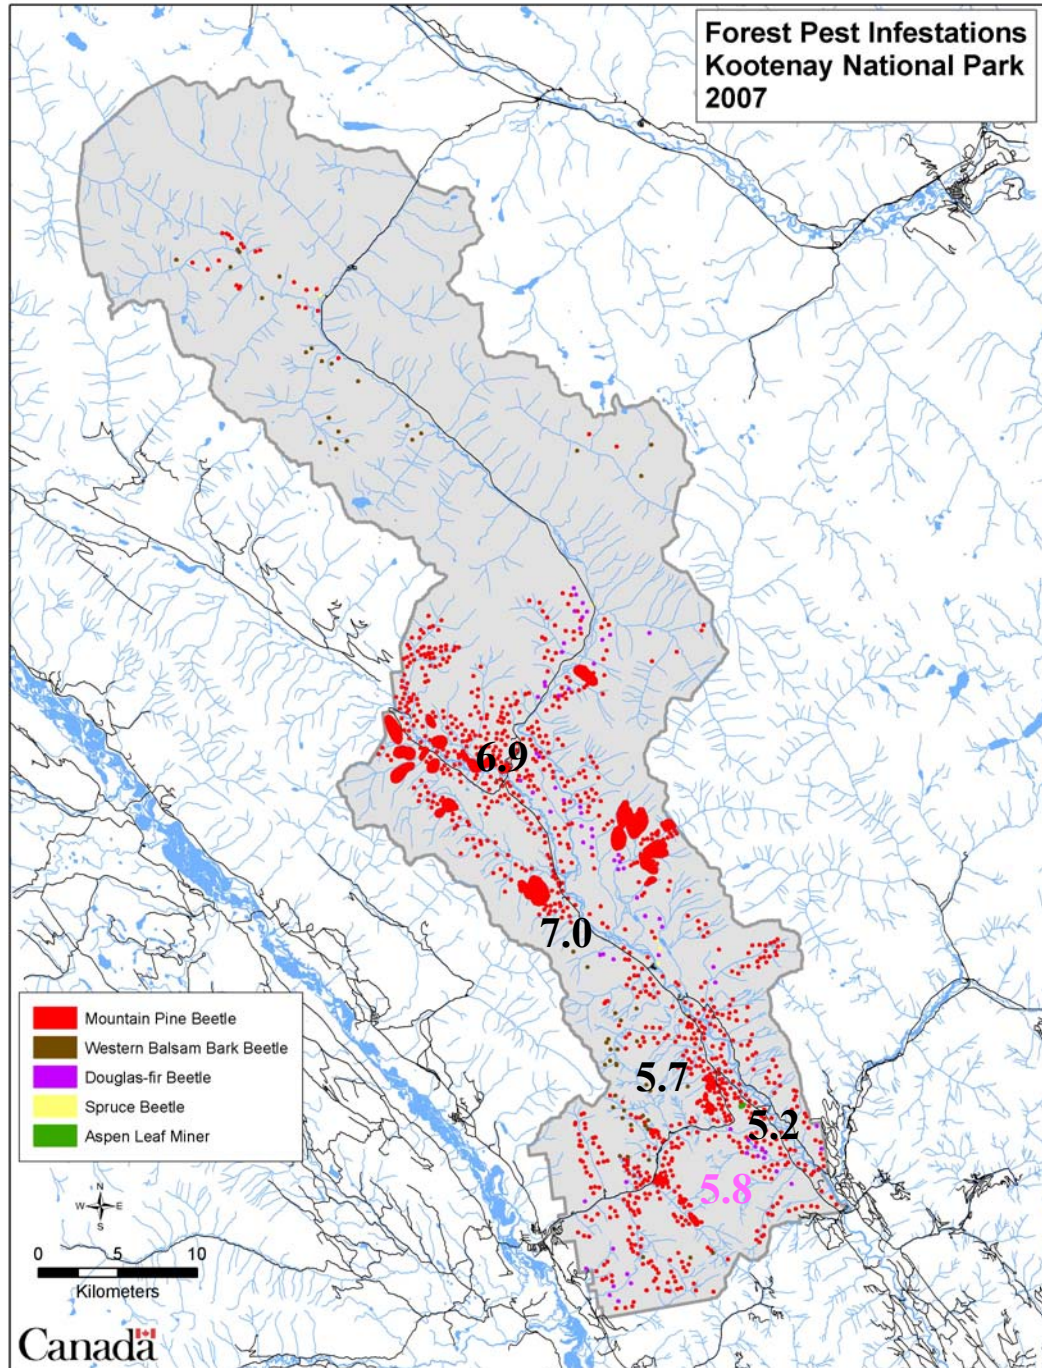 Forest Pest Infestations
Kootenay National Park
2007
6.9
7.0
5.7
5.2
5.8
Mountain Pine Beetle
Western Balsam Bark Beetle
Douglas-fir Beetle
Spruce Beetle
Aspen Leaf Miner
N
W E
S
0 5 10
Kilometers
Canada